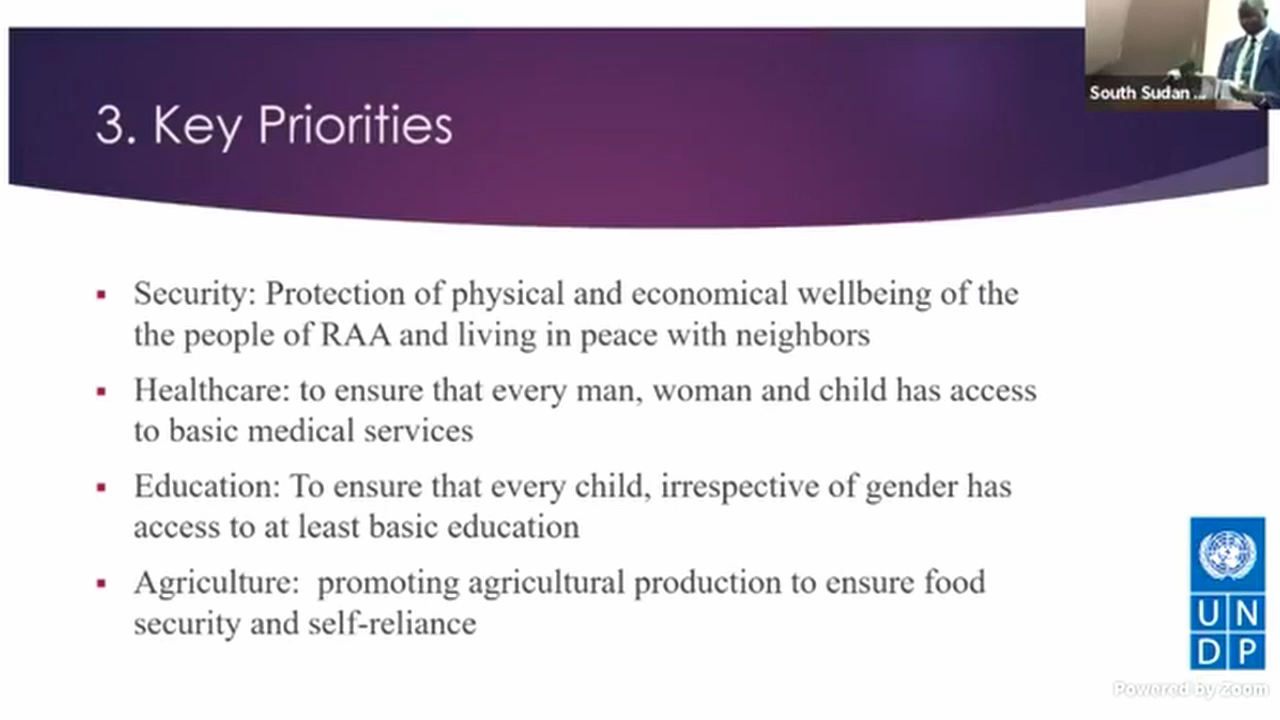 3. Key Priorities
South Sudan ...
Security: Protection of physical and economical wellbeing of the
the people of RAA and living in peace with neighbors
Healthcare: to ensure that every man, woman and child has access
to basic medical services
Education: To ensure that every child, irrespective of gender has
access to at least basic education
Agriculture:  promoting agricultural production to ensure food
security and self-reliance
U N
D P
Powered by Zoom